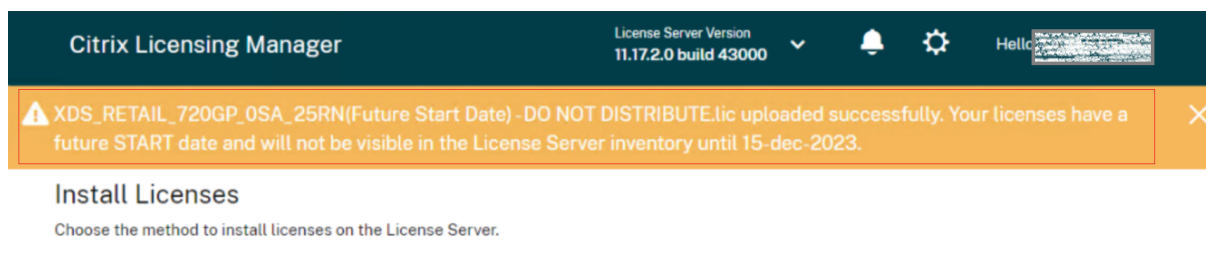 Citrix Licensing Manager
License Server Version
11.17.2.0 build 43000
Hello
XDS_RETAIL_720GP_0SA_25RN(Future Start Date) - DO NOT DISTRIBUTE.lic uploaded successfully. Your licenses have a
future START date and will not be visible in the License Server inventory until 15-dec-2023.
Install Licenses
Choose the method to install licenses on the License Server.